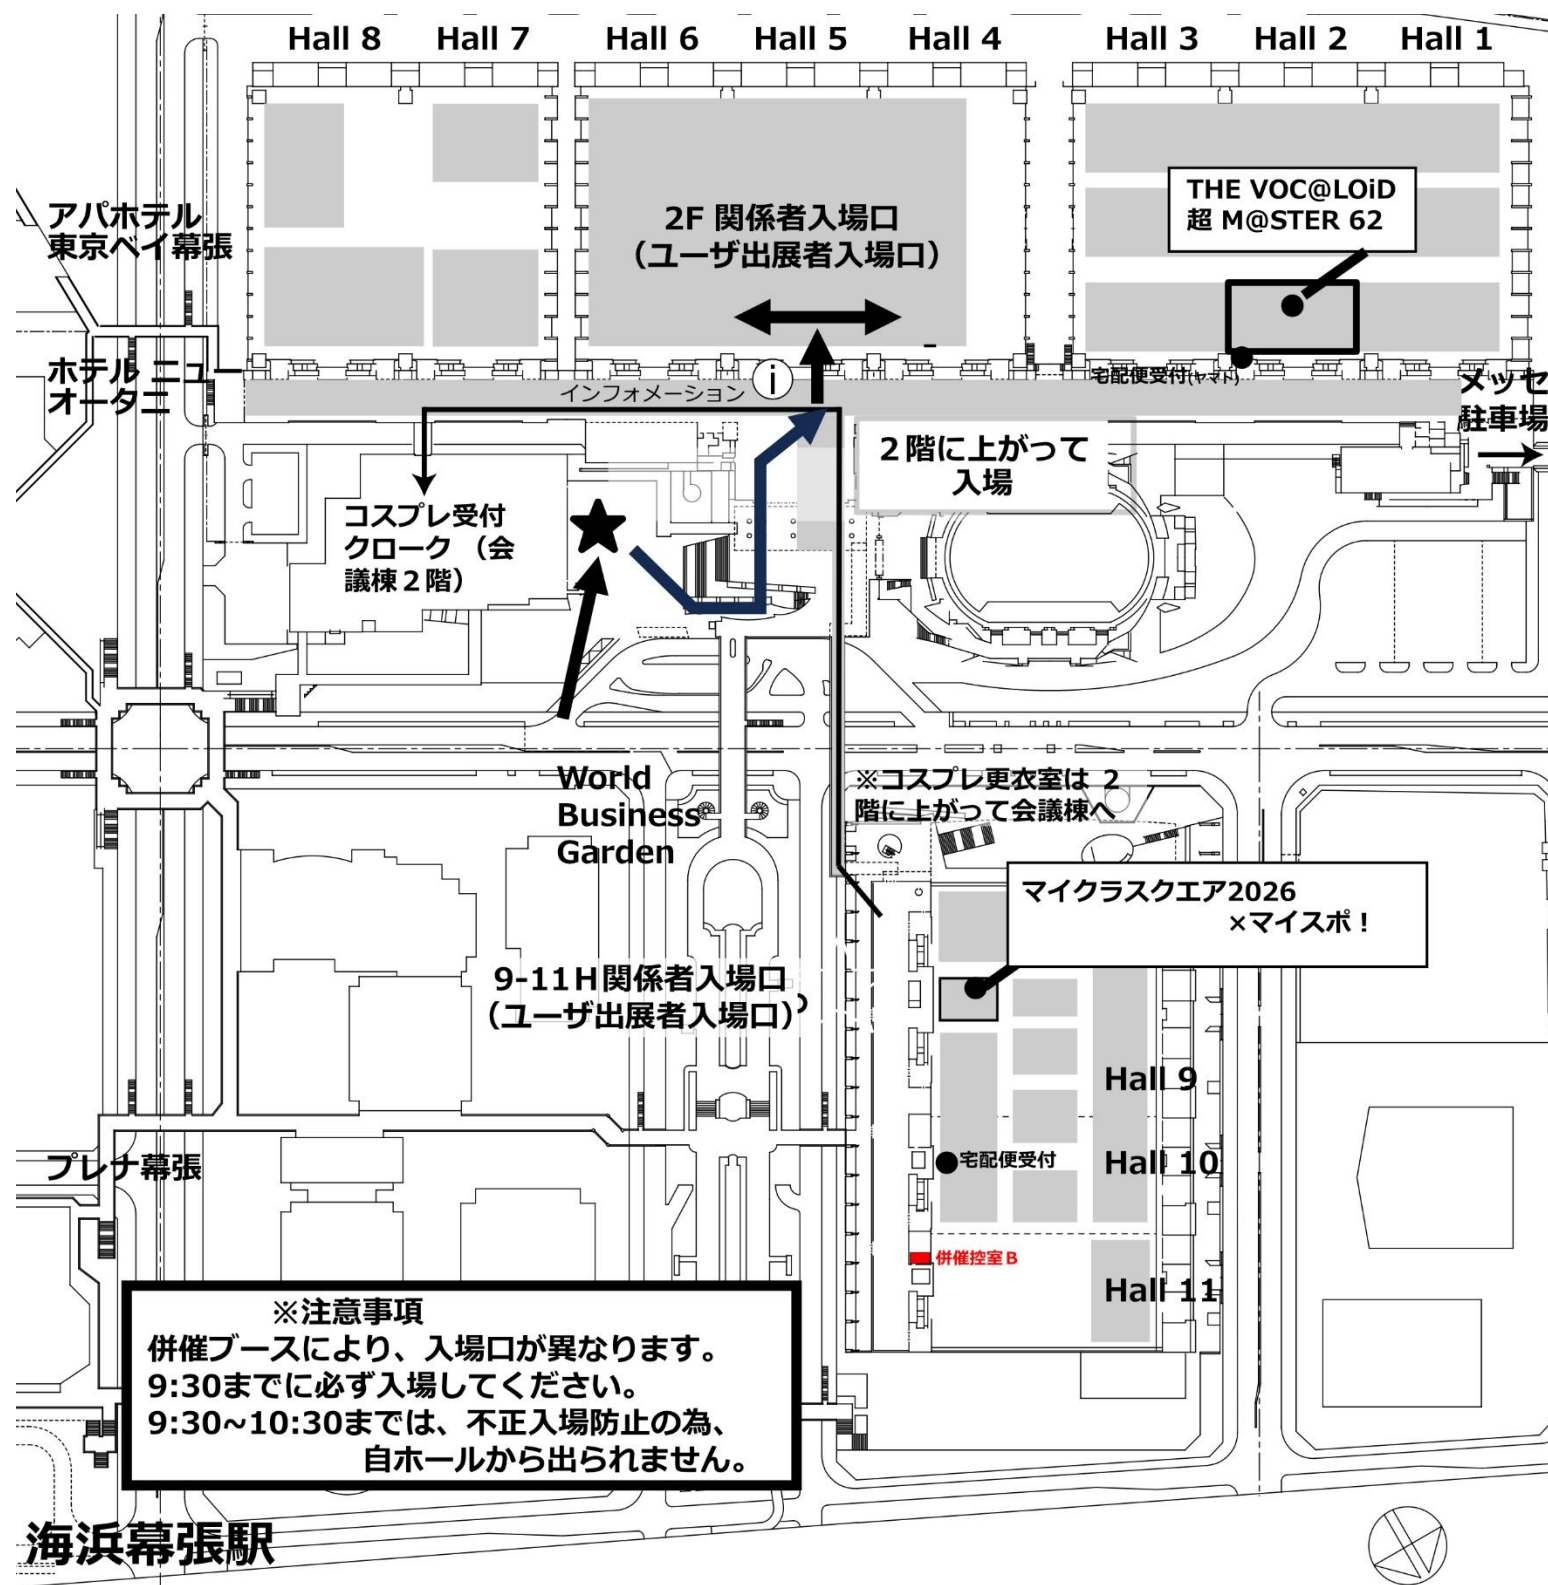 Hall 8
Hall 7
Hall 6
Hall 5
Hall 4
Hall 3
Hall 2
Hall 1
THE VOC@LOiD
超 M@STER 62
アパホテル
東京ベイ幕張
2F 関係者入場口
（ユーザ出展者入場口）
ホテル ニュ
オータニ
インフォメーション
i
宅配便受付(ヤマト)
メッセ
駐車場
２階に上がって
入場
コスプレ受付
クローク （会
議棟２階）
World
Business
Garden
※コスプレ更衣室は ２
階に上がって会議棟へ
マイクラスクエア2026
×マイスポ！
9-11Ｈ関係者入場口
（ユーザ出展者入場口）
Hall 9
プレナ幕張
宅配便受付
Hall 10
併催控室Ｂ
Hall 11
※注意事項
併催ブースにより、入場口が異なります。
9:30までに必ず入場してください。
9:30~10:30までは、不正入場防止の為、
自ホールから出られません。
海浜幕張駅